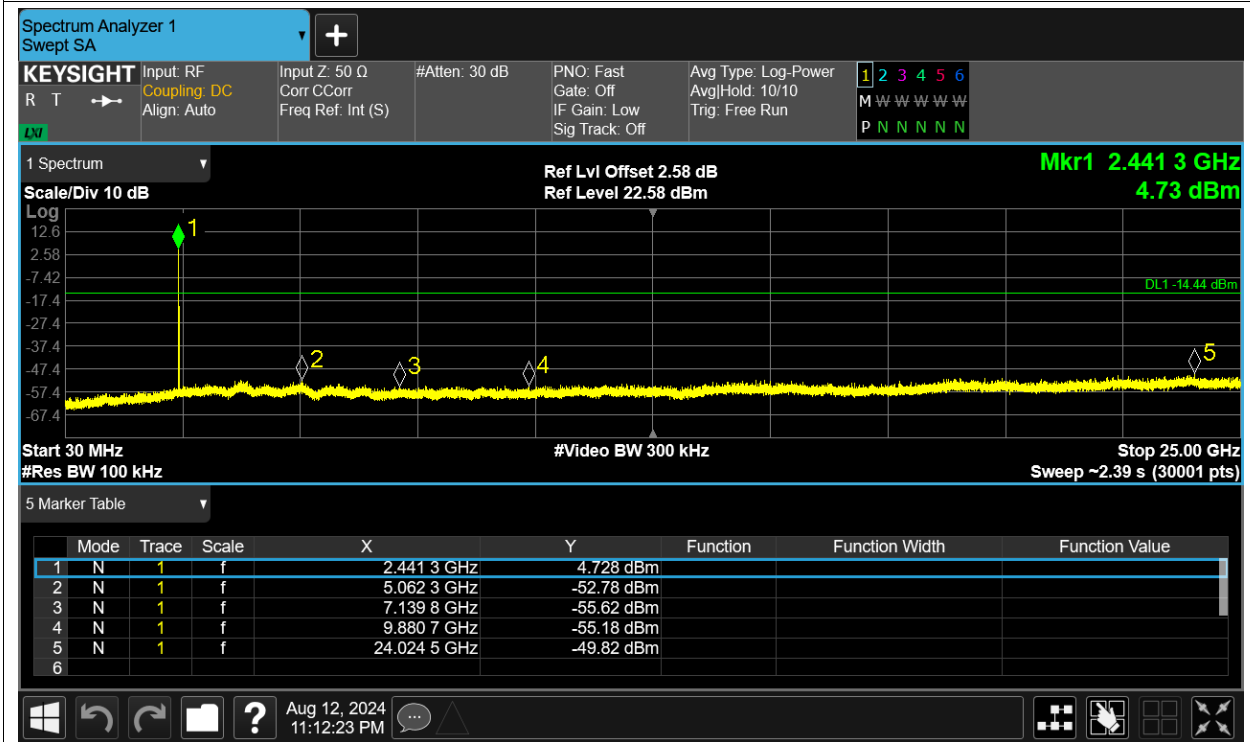 Spectrum Analyzer 1
Swept SA
KEYSIGHT
R T
LXI
Input: RF
Coupling: DC
Align: Auto
Input Z: 50 Ω
Corr CCorr
Freq Ref: Int (S)
#Atten: 30 dB
PNO: Fast
Gate: Off
IF Gain: Low
Sig Track: Off
Avg Type: Log-Power
Avg|Hold: 10/10
Trig: Free Run
1 2 3 4 5 6
M W W W W W
P N N N N N
1 Spectrum
Scale/Div 10 dB
Ref Lvl Offset 2.58 dB
Ref Level 22.58 dBm
Mkr1 2.441 3 GHz
4.73 dBm
Log
12.6
2.58
-7.42
-17.4
-27.4
-37.4
-47.4
-57.4
-67.4
1
2
3
4
5
DL1 -14.44 dBm
Start 30 MHz
#Video BW 300 kHz
Stop 25.00 GHz
#Res BW 100 kHz
Sweep ~2.39 s (30001 pts)
5 Marker Table
Mode Trace Scale X Y Function Function Width Function Value
1 N 1 f 2.441 3 GHz 4.728 dBm
2 N 1 f 5.062 3 GHz -52.78 dBm
3 N 1 f 7.139 8 GHz -55.62 dBm
4 N 1 f 9.880 7 GHz -55.18 dBm
5 N 1 f 24.024 5 GHz -49.82 dBm
6
?
Aug 12, 2024
11:12:23 PM